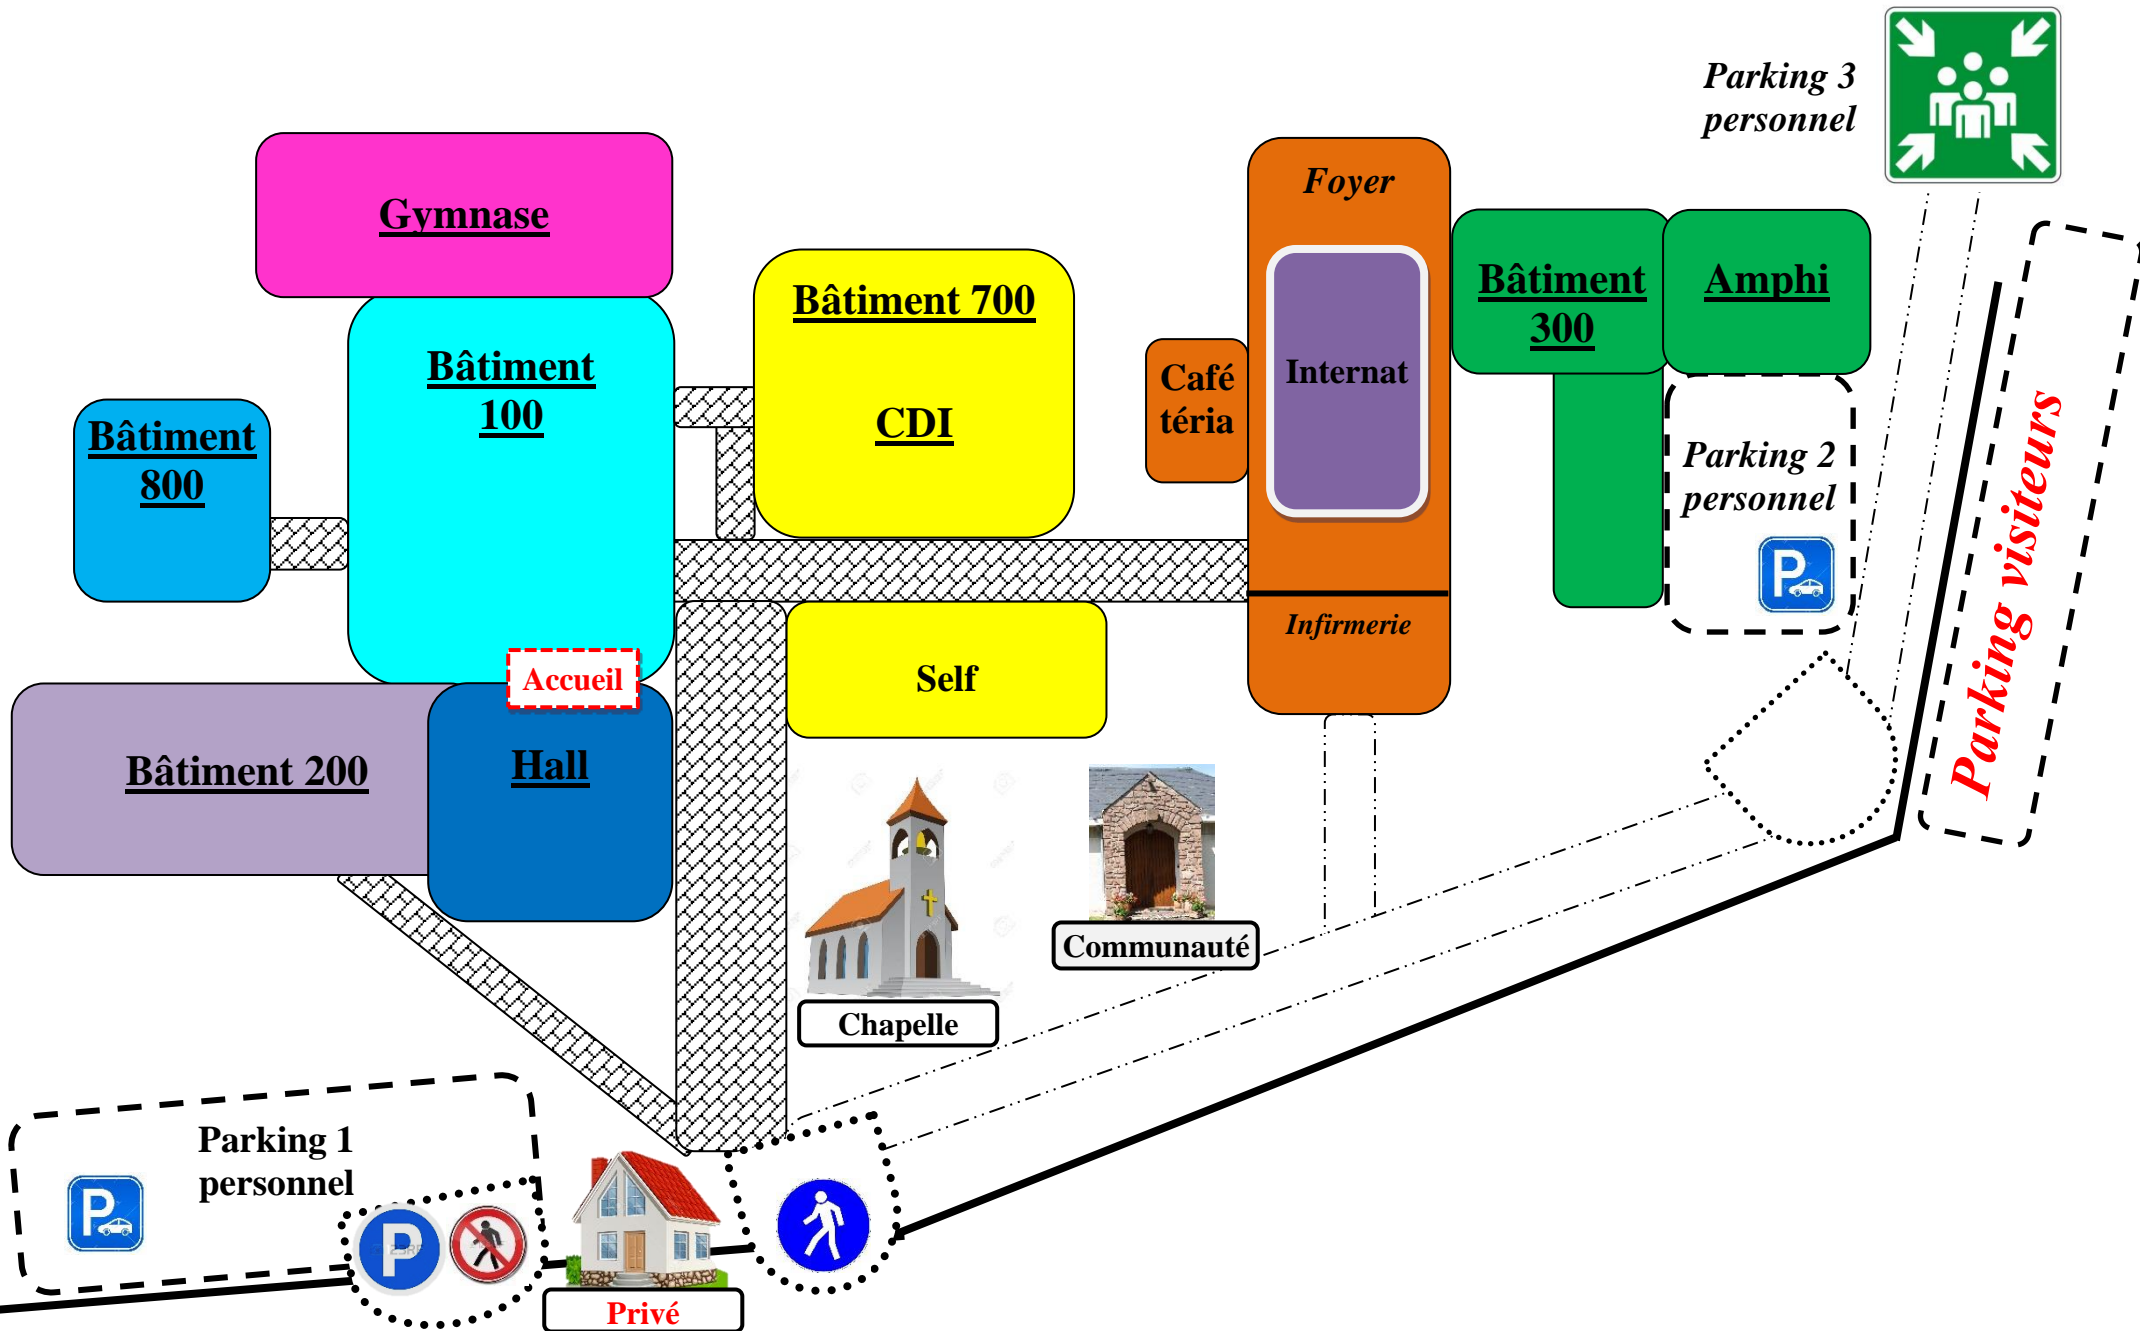 Parking 3
personnel
Gymnase
Foyer
Bâtiment 700
CDI
Bâtiment
300
Amphi
Bâtiment
100
Internat
Café
téria
Bâtiment
800
Parking 2
personnel
P
Parking visiteurs
Infirmerie
Accueil
Self
Bâtiment 200
Hall
Communauté
Chapelle
Parking 1
personnel
P
P
Privé